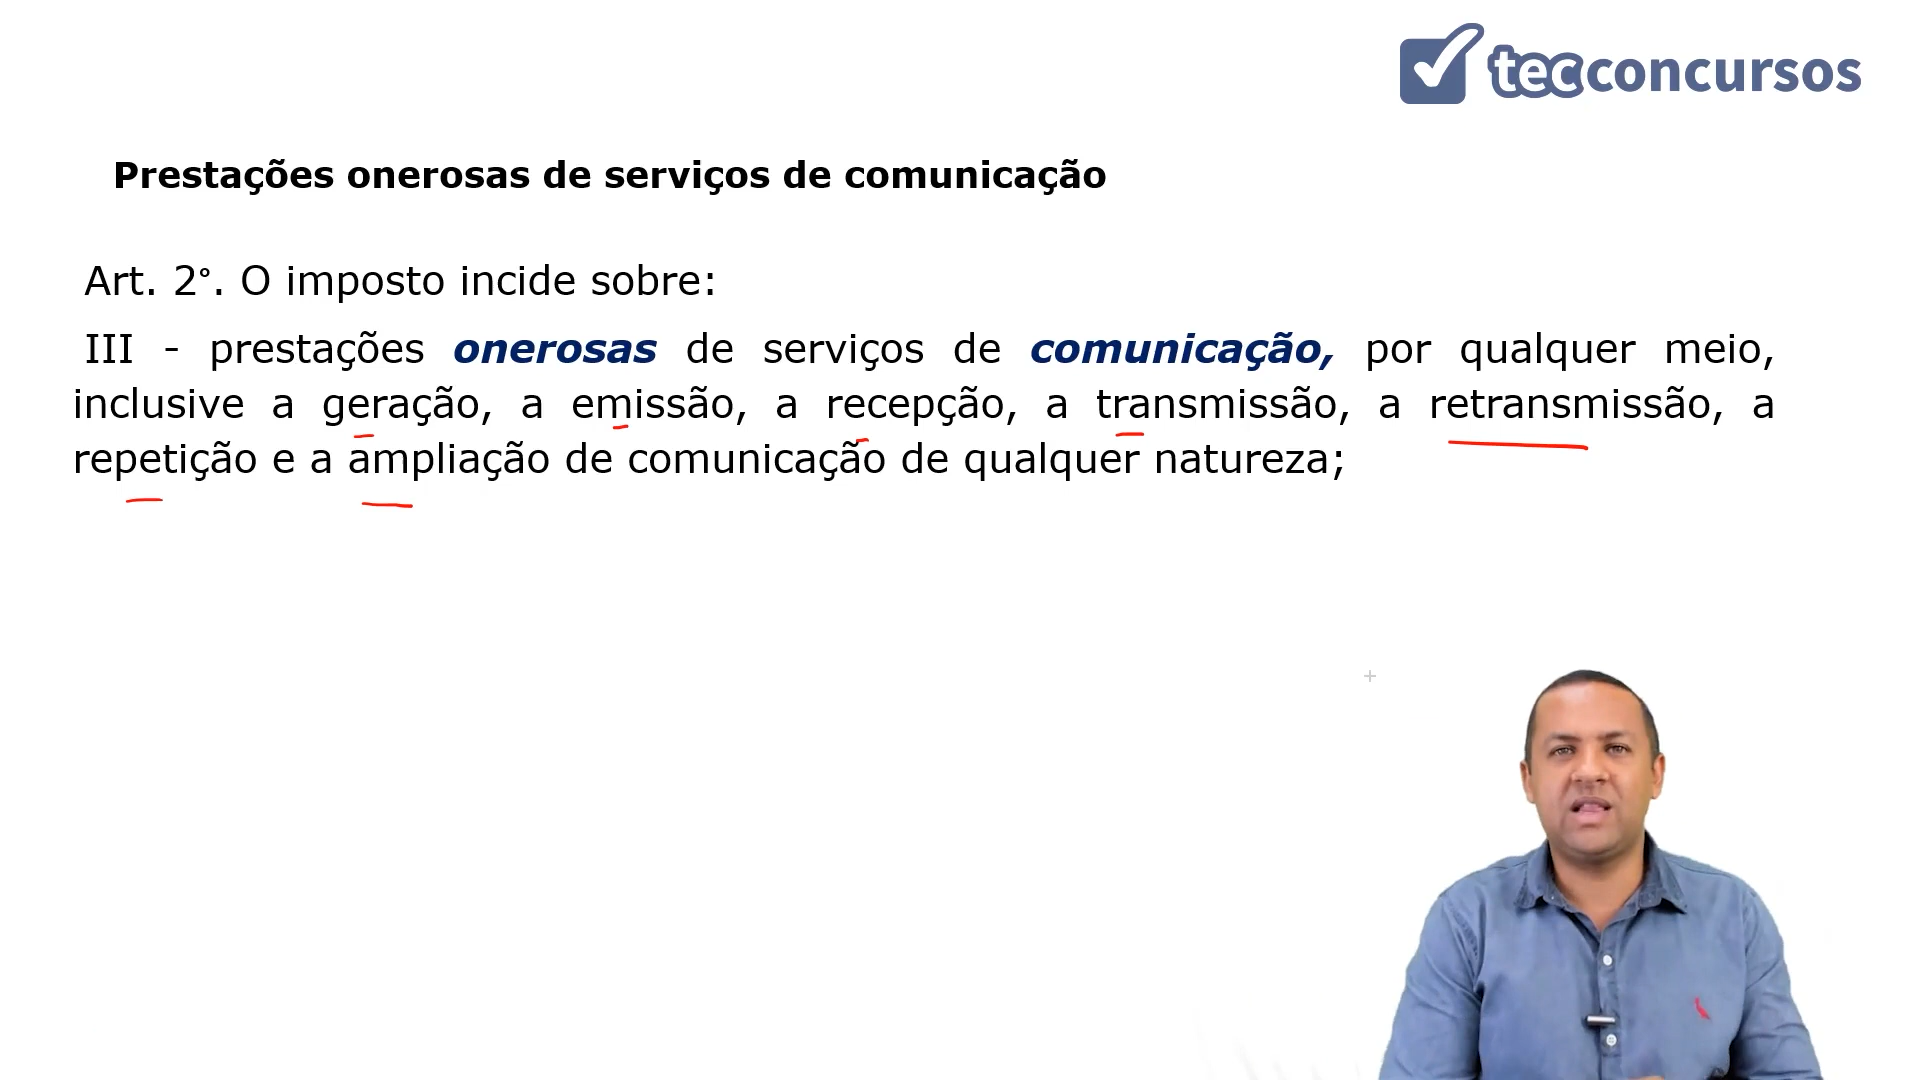 tecconcursos
Prestações onerosas de serviços de comunicação
Art. 2°. O imposto incide sobre:
III - prestações onerosas de serviços de comunicação, por qualquer meio,
inclusive a geração, a emissão, a recepção, a transmissão, a retransmissão, a
repetição e a ampliação de comunicação de qualquer natureza;